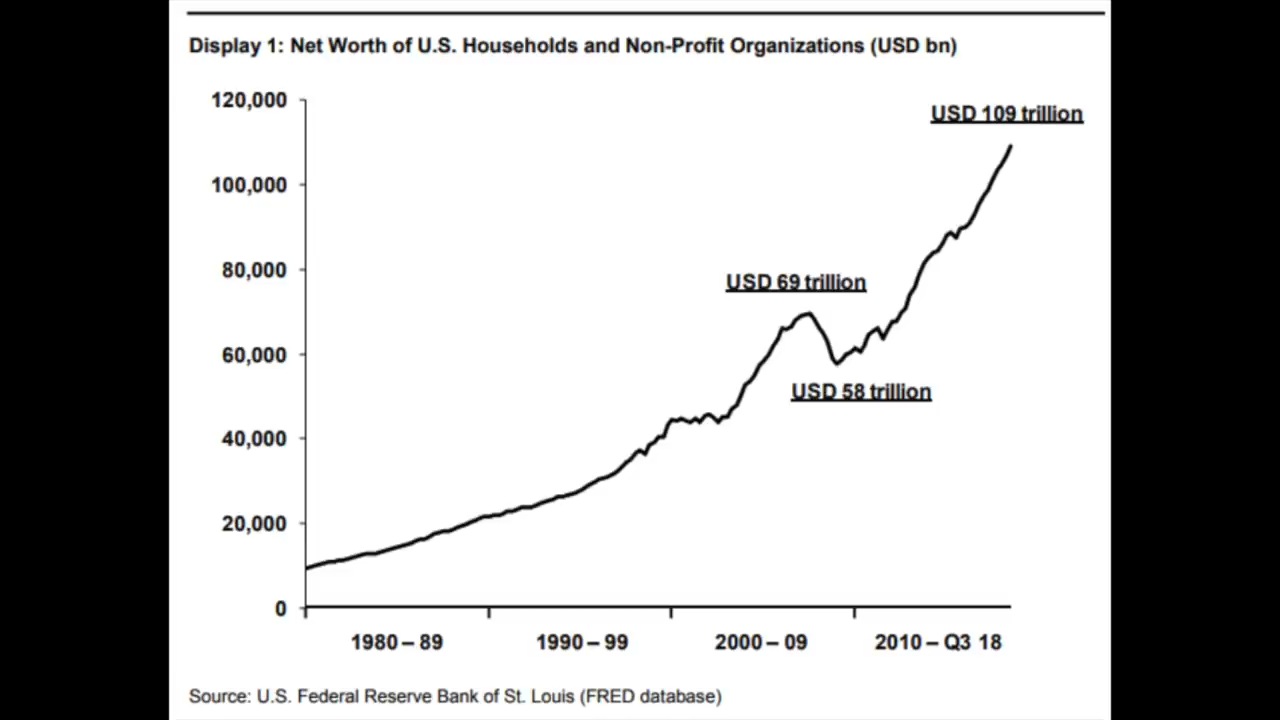 Display 1: Net Worth of U.S. Households and Non-Profit Organizations (USD bn)
120,000
USD 109 trillion
100,000
80,000
USD 69 trillion
60,000
USD 58 trillion
40,000
20,000
0
1980 – 89
1990 – 99
2000 – 09
2010 – Q3 18
Source: U.S. Federal Reserve Bank of St. Louis (FRED database)